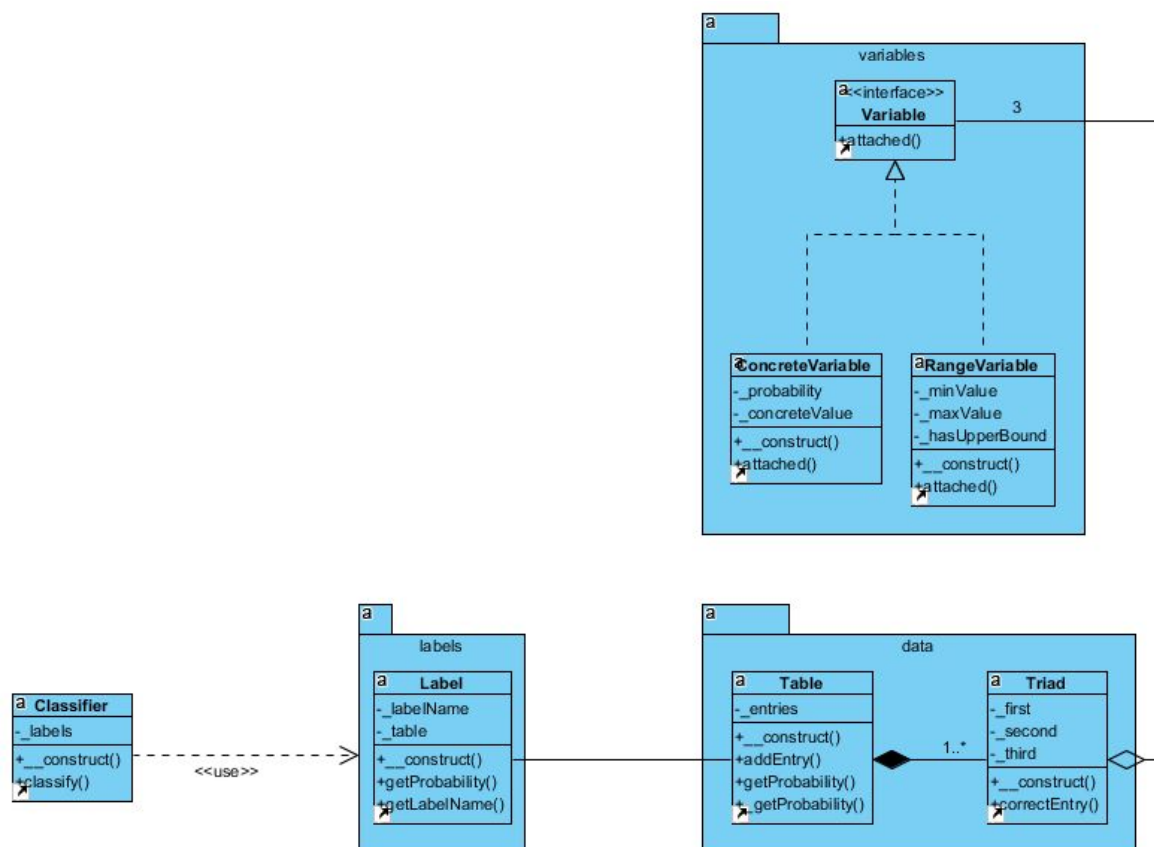 a
variables
a
<<interface>>
Variable
+attached()
3
a
ConcreteVariable
-_probability
-_concreteValue
+__construct()
+attached()
a
RangeVariable
-_minValue
-_maxValue
-_hasUpperBound
+__construct()
+attached()
a
Classifier
-_labels
+__construct()
+classify()
<<use>>
a
labels
a
Label
-_labelName
-_table
+__construct()
+getProbability()
+getLabelName()
a
data
a
Table
-_entries
+__construct()
+addEntry()
+getProbability()
+_getProbability()
1..*
a
Triad
-_first
-_second
-_third
+__construct()
+correctEntry()